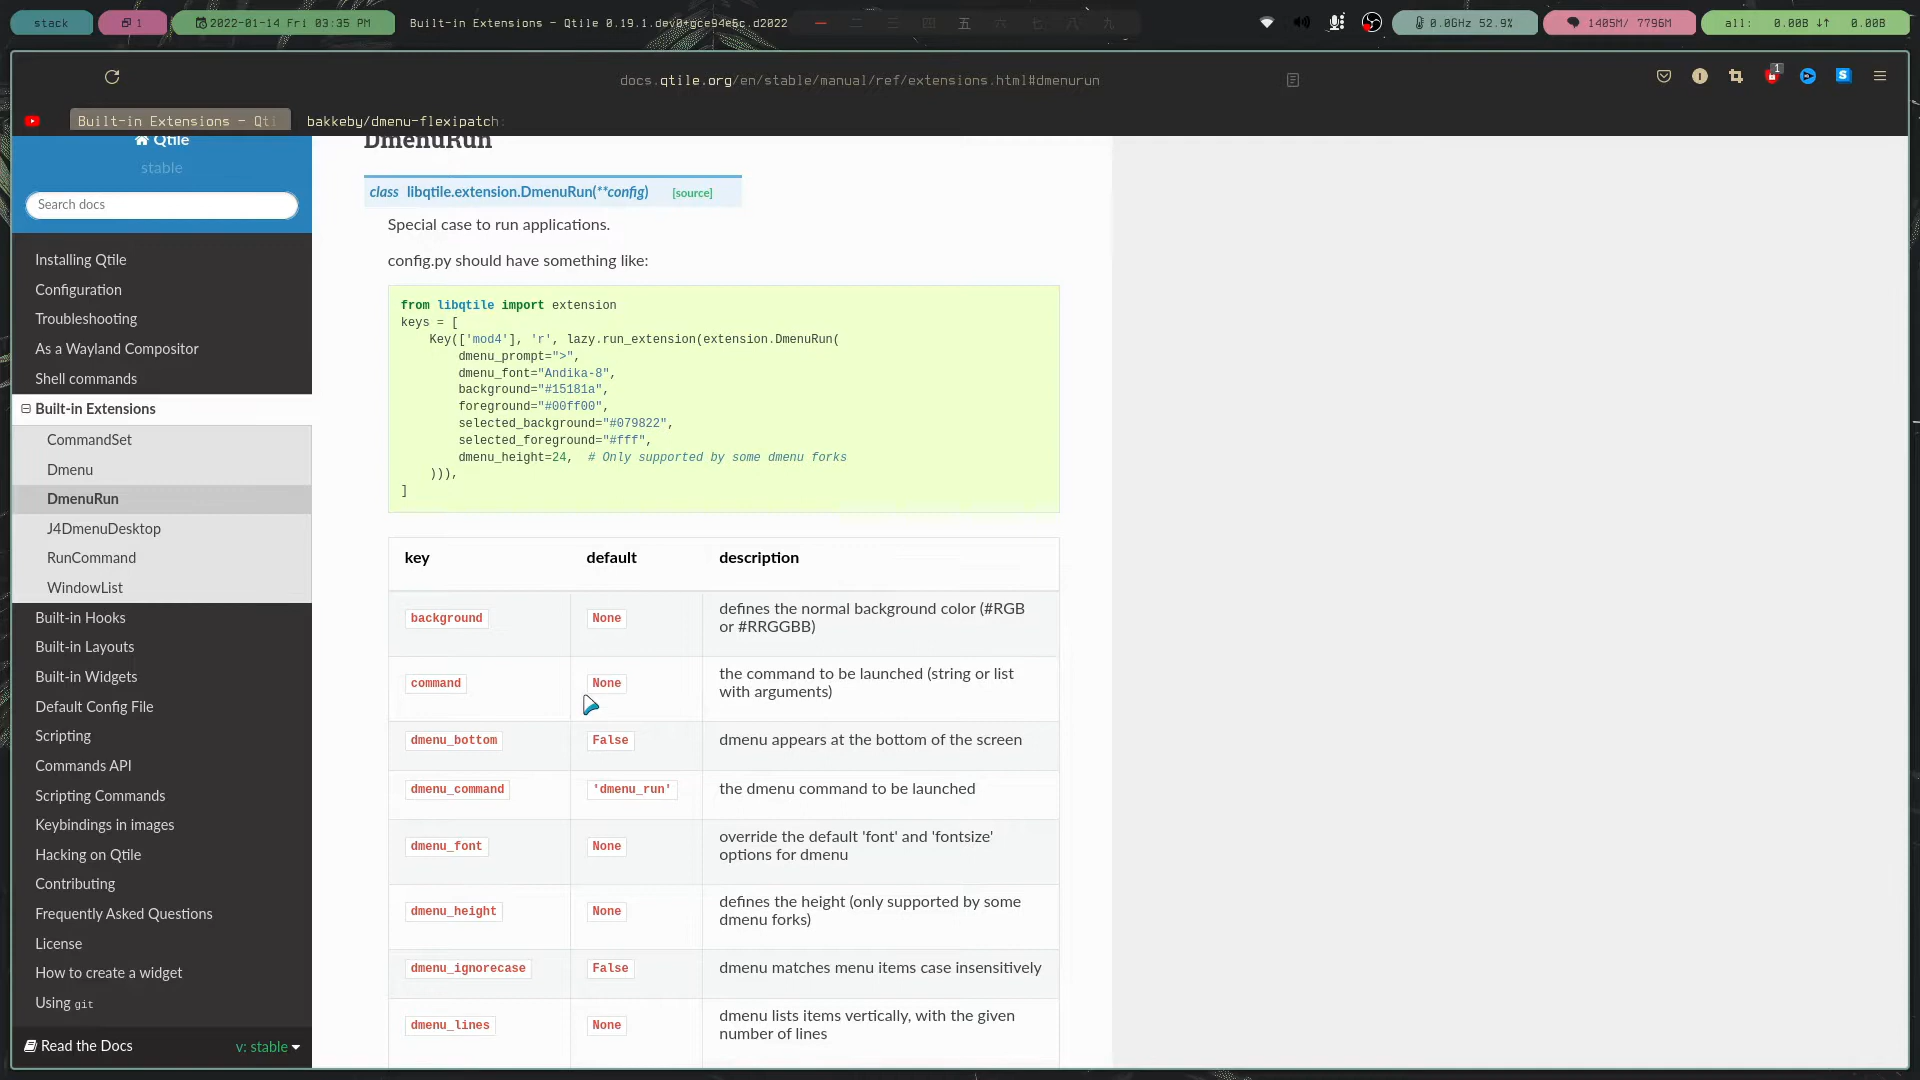 stack
1
2022-01-14 Fri 03:35 PM
Built-in Extensions — Qtile 0.19.1.dev0+gce94e6c.d2022
一 二 三 四 五 六 七 八 九
0.0GHz 52.9%
1405M/ 7796M
all: 0.00B ↓↑ 0.00B
docs.qtile.org/en/stable/manual/ref/extensions.html#dmenurun
1
Built-in Extensions — Qti
bakkeby/dmenu-flexipatch:
Qtile
stable
Search docs
Installing Qtile
Configuration
Troubleshooting
As a Wayland Compositor
Shell commands
Built-in Extensions
CommandSet
Dmenu
DmenuRun
J4DmenuDesktop
RunCommand
WindowList
Built-in Hooks
Built-in Layouts
Built-in Widgets
Default Config File
Scripting
Commands API
Scripting Commands
Keybindings in images
Hacking on Qtile
Contributing
Frequently Asked Questions
License
How to create a widget
Using git
Read the Docs
v: stable
DmenuRun
class libqtile.extension.DmenuRun(**config) [source]
Special case to run applications.
config.py should have something like:
from libqtile import extension
keys = [
    Key(['mod4'], 'r', lazy.run_extension(extension.DmenuRun(
        dmenu_prompt=">",
        dmenu_font="Andika-8",
        background="#15181a",
        foreground="#00ff00",
        selected_background="#079822",
        selected_foreground="#fff",
        dmenu_height=24,  # Only supported by some dmenu forks
    ))),
]
key default description
background None defines the normal background color (#RGB
or #RRGGBB)
command None the command to be launched (string or list
with arguments)
dmenu_bottom False dmenu appears at the bottom of the screen
dmenu_command 'dmenu_run' the dmenu command to be launched
dmenu_font None override the default 'font' and 'fontsize'
options for dmenu
dmenu_height None defines the height (only supported by some
dmenu forks)
dmenu_ignorecase False dmenu matches menu items case insensitively
dmenu_lines None dmenu lists items vertically, with the given
number of lines